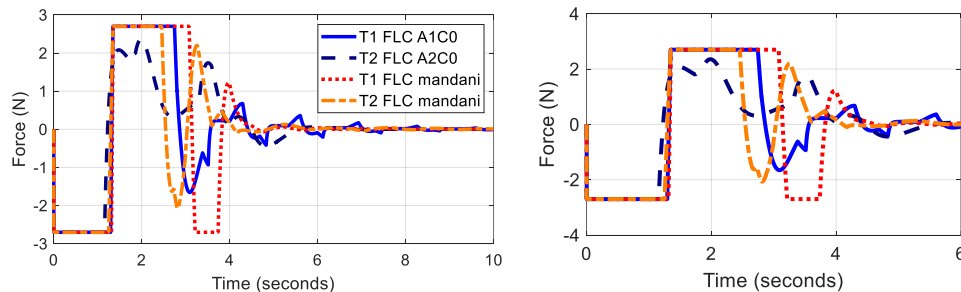 3
2
1
0
-1
-2
-3
Force (N)
0
2
4
6
8
10
Time (seconds)
T1 FLC A1C0
T2 FLC A2C0
T1 FLC mandani
T2 FLC mandani
4
2
0
-2
-4
Force (N)
0
2
4
6
Time (seconds)